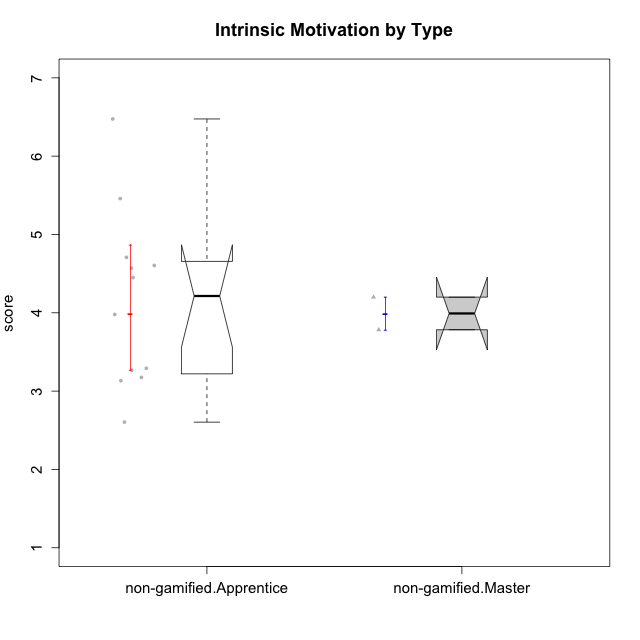 Intrinsic Motivation by Type
score
7
6
5
4
3
2
1
non-gamified.Apprentice
non-gamified.Master